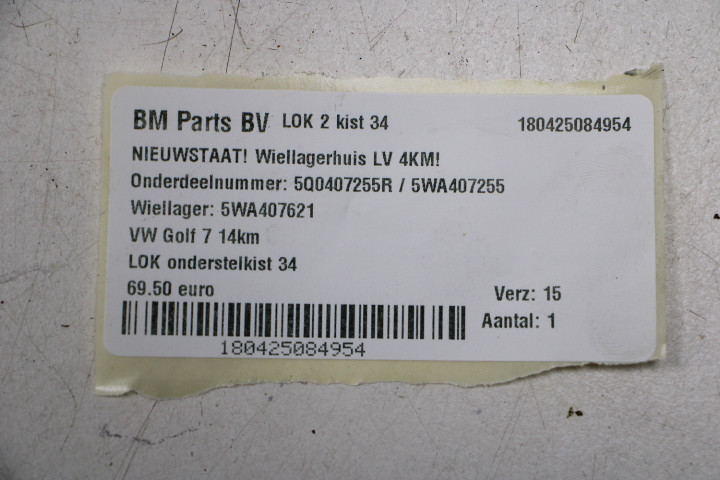 BM Parts BV LOK 2 kist 34 180425084954
NIEUWSTAAT! Wiellagerhuis LV 4KM!
Onderdeelnummer: 5Q0407255R / 5WA407255
Wiellager: 5WA407621
VW Golf 7 14km
LOK onderstelkist 34
69.50 euro
Verz: 15
Aantal: 1
180425084954